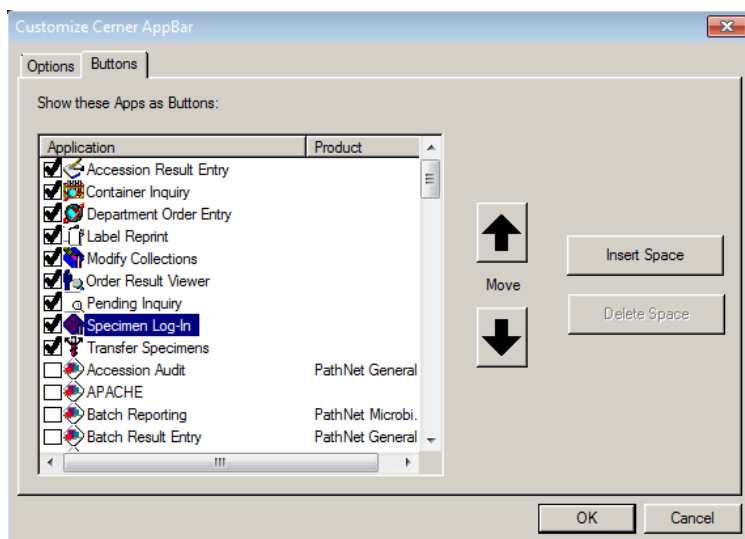 Customize Cerner AppBar
Options Buttons
Show these Apps as Buttons:
Application Product
Accession Result Entry
Container Inquiry
Department Order Entry
Label Reprint
Modify Collections
Order Result Viewer
Pending Inquiry
Specimen Log-In
Transfer Specimens
Accession Audit PathNet General
APACHE
Batch Reporting PathNet Microbi.
Batch Result Entry PathNet General
Move
Insert Space
Delete Space
OK Cancel